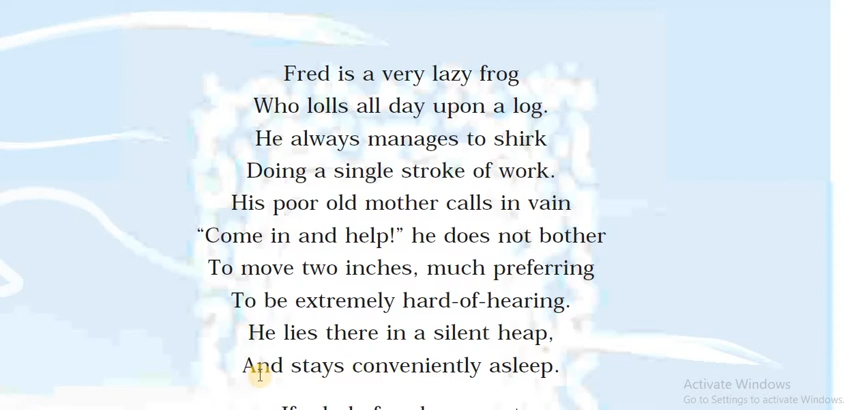 Fred is a very lazy frog
Who lolls all day upon a log.
He always manages to shirk
Doing a single stroke of work.
His poor old mother calls in vain
“Come in and help!” he does not bother
To move two inches, much preferring
To be extremely hard-of-hearing.
He lies there in a silent heap,
And stays conveniently asleep.
Activate Windows
Go to Settings to activate Windows.